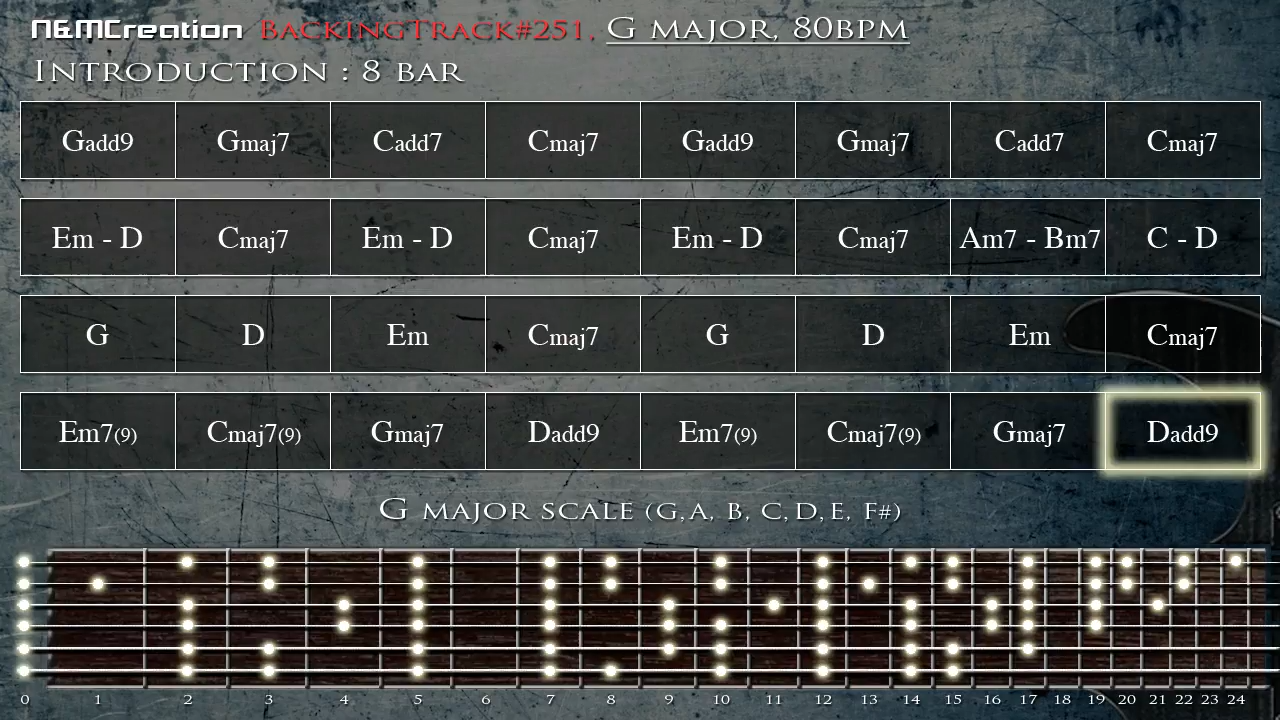 N&MCreation BackingTrack#251. G major, 80bpm
Introduction : 8 bar
Gadd9 Gmaj7 Cadd7 Cmaj7 Gadd9 Gmaj7 Cadd7 Cmaj7
Em - D Cmaj7 Em - D Cmaj7 Em - D Cmaj7 Am7 - Bm7 C - D
G D Em Cmaj7 G D Em Cmaj7
Em7(9) Cmaj7(9) Gmaj7 Dadd9 Em7(9) Cmaj7(9) Gmaj7 Dadd9
G major scale (G,A, B, C,D,E, F#)
0 1 2 3 4 5 6 7 8 9 10 11 12 13 14 15 16 17 18 19 20 21 22 23 24